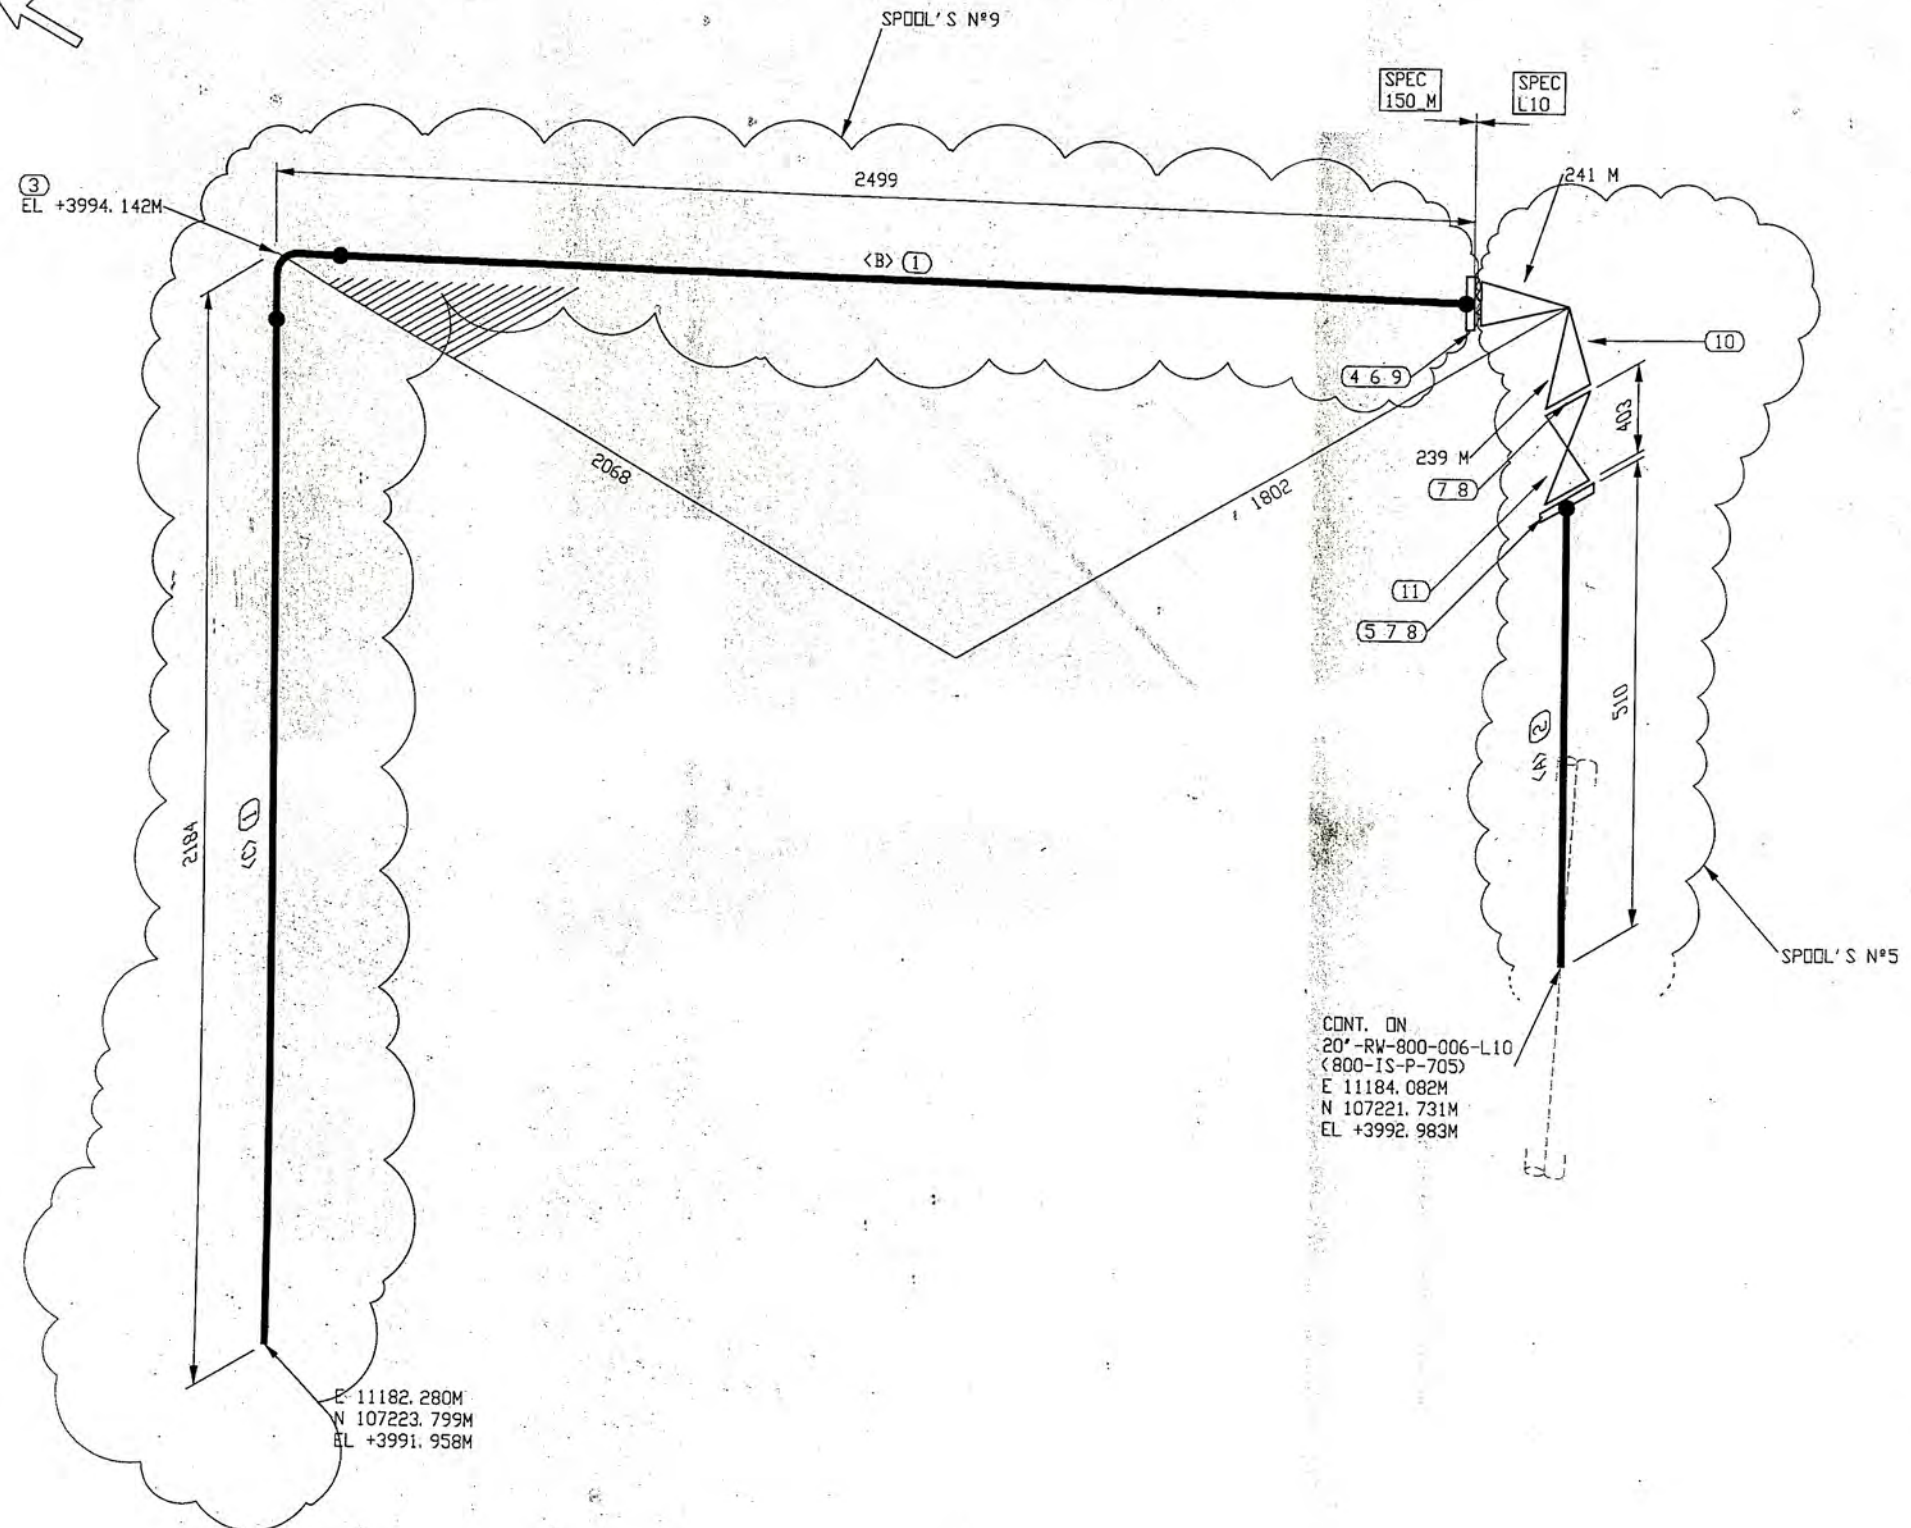 SPOOL'S Nº9
SPEC
150_M
SPEC
L10
3
EL +3994.142M
2499
241 M
<B> 1
10
4 6 9
403
239 M
7 8
2068
1802
11
5 7 8
510
<A> 2
2184
<C> 1
SPOOL'S Nº5
CONT. ON
20"-RW-800-006-L10
(800-IS-P-705)
E 11184.082M
N 107221.731M
EL +3992.983M
E 11182.280M
N 107223.799M
EL +3991.958M